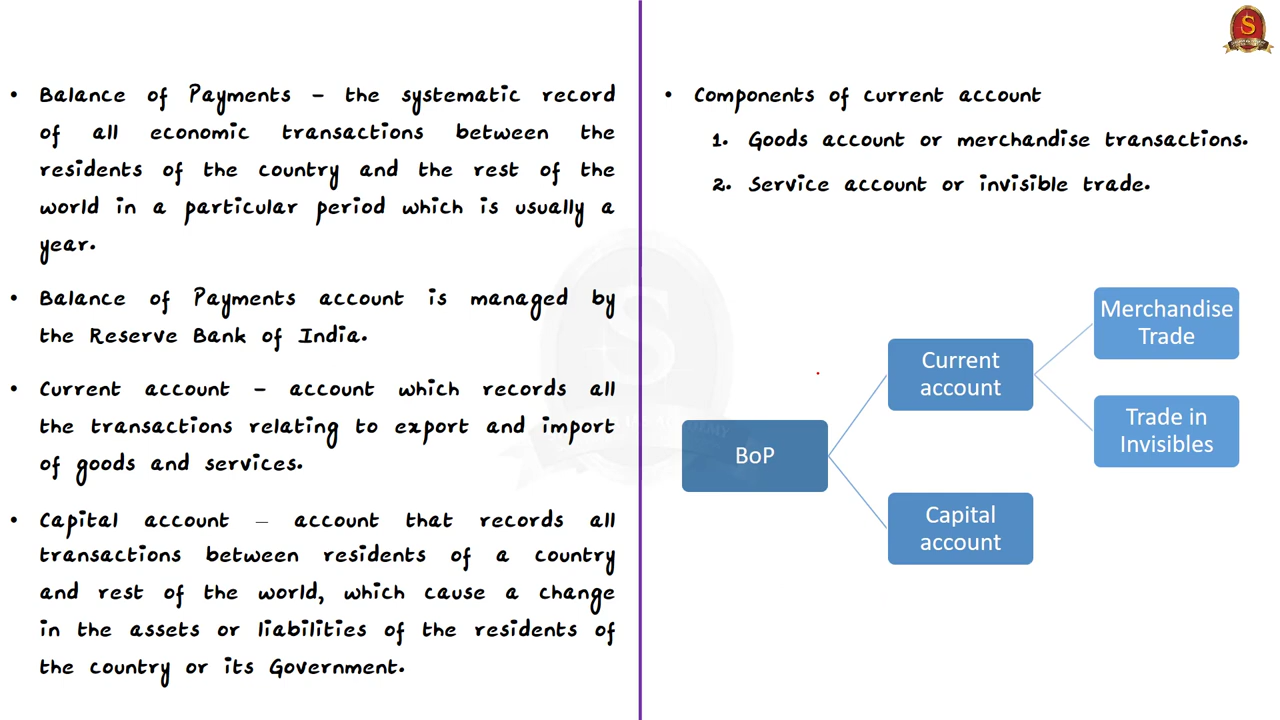 • Balance of Payments – the systematic record
of all economic transactions between the
residents of the country and the rest of the
world in a particular period which is usually a
year.
• Balance of Payments account is managed by
the Reserve Bank of India.
• Current account – account which records all
the transactions relating to export and import
of goods and services.
• Capital account – account that records all
transactions between residents of a country
and rest of the world, which cause a change
in the assets or liabilities of the residents of
the country or its Government.
• Components of current account
1. Goods account or merchandise transactions.
2. Service account or invisible trade.
Merchandise
Trade
Current
account
Trade in
Invisibles
BoP
Capital
account
S